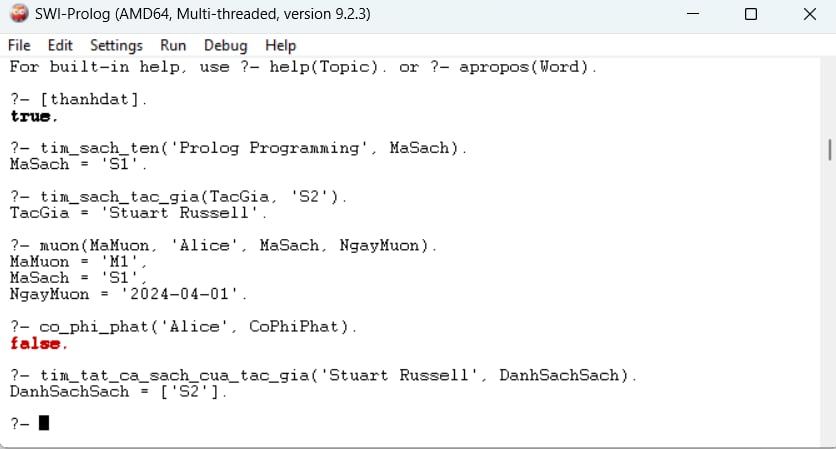 SWI-Prolog (AMD64, Multi-threaded, version 9.2.3)
File Edit Settings Run Debug Help
For built-in help, use ?- help(Topic). or ?- apropos(Word).
?- [thanhdat].
true.
?- tim_sach_ten('Prolog Programming', MaSach).
MaSach = 'S1'.
?- tim_sach_tac_gia(TacGia, 'S2').
TacGia = 'Stuart Russell'.
?- muon(MaMuon, 'Alice', MaSach, NgayMuon).
MaMuon = 'M1',
MaSach = 'S1',
NgayMuon = '2024-04-01'.
?- co_phi_phat('Alice', CoPhiPhat).
false.
?- tim_tat_ca_sach_cua_tac_gia('Stuart Russell', DanhSachSach).
DanhSachSach = ['S2'].
?-